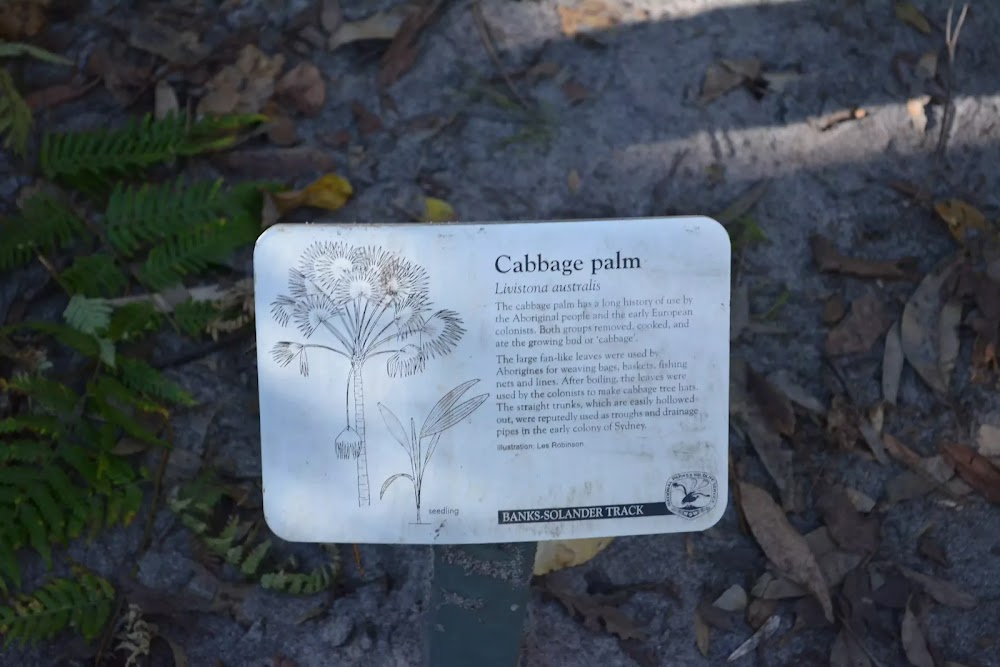 Cabbage palm
Livistona australis
The cabbage palm has a long history of use by
the Aboriginal people and the early European
colonists. Both groups removed, cooked, and
ate the growing bud or 'cabbage'.
The large fan-like leaves were used by
Aborigines for weaving bags, baskets, fishing
nets and lines. After boiling, the leaves were
used by the colonists to make cabbage tree hats.
The straight trunks, which are easily hollowed
out, were reputedly used as troughs and drainage
pipes in the early colony of Sydney.
Illustration: Les Robinson
seedling
BANKS-SOLANDER TRACK